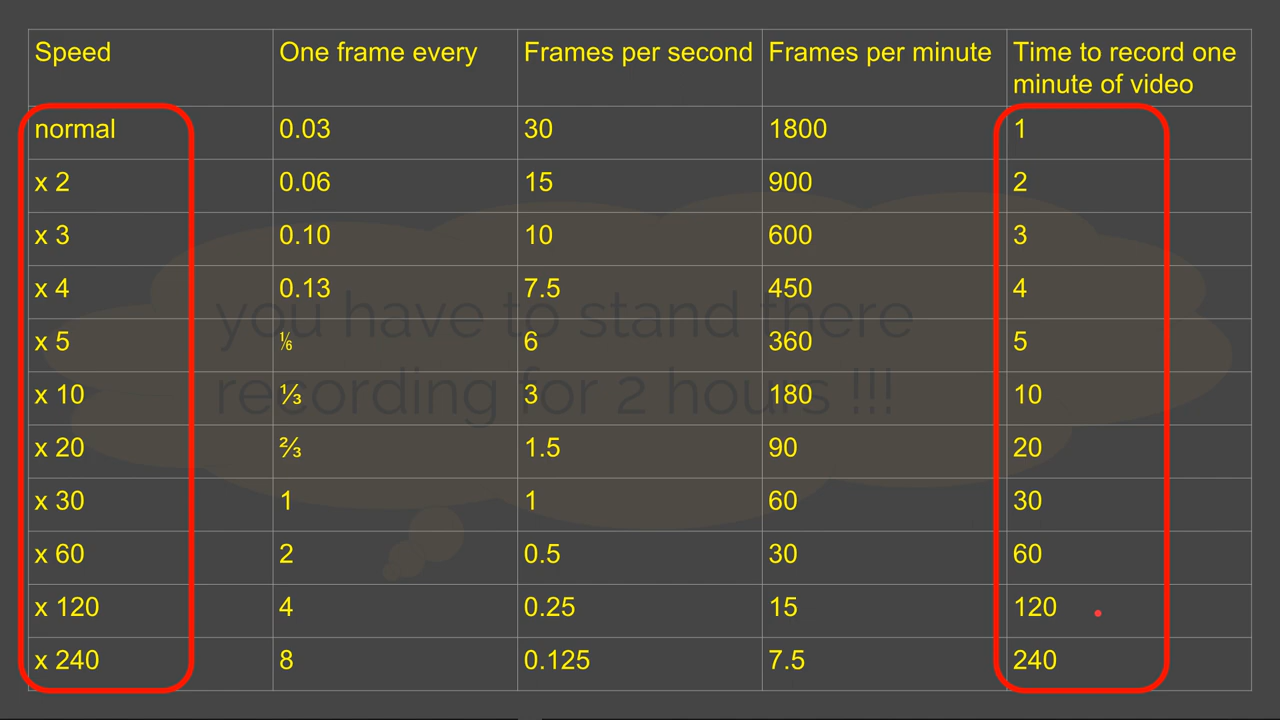 Speed One frame every Frames per second Frames per minute Time to record one
minute of video
normal 0.03 30 1800 1
x 2 0.06 15 900 2
x 3 0.10 10 600 3
x 4 0.13 7.5 450 4
you have to stand there
x 5 ⅙ 6 360 5
x 10 ⅓ 3 180 10
recording for 2 hours !!!
x 20 ⅔ 1.5 90 20
x 30 1 1 60 30
x 60 2 0.5 30 60
x 120 4 0.25 15 120
x 240 8 0.125 7.5 240